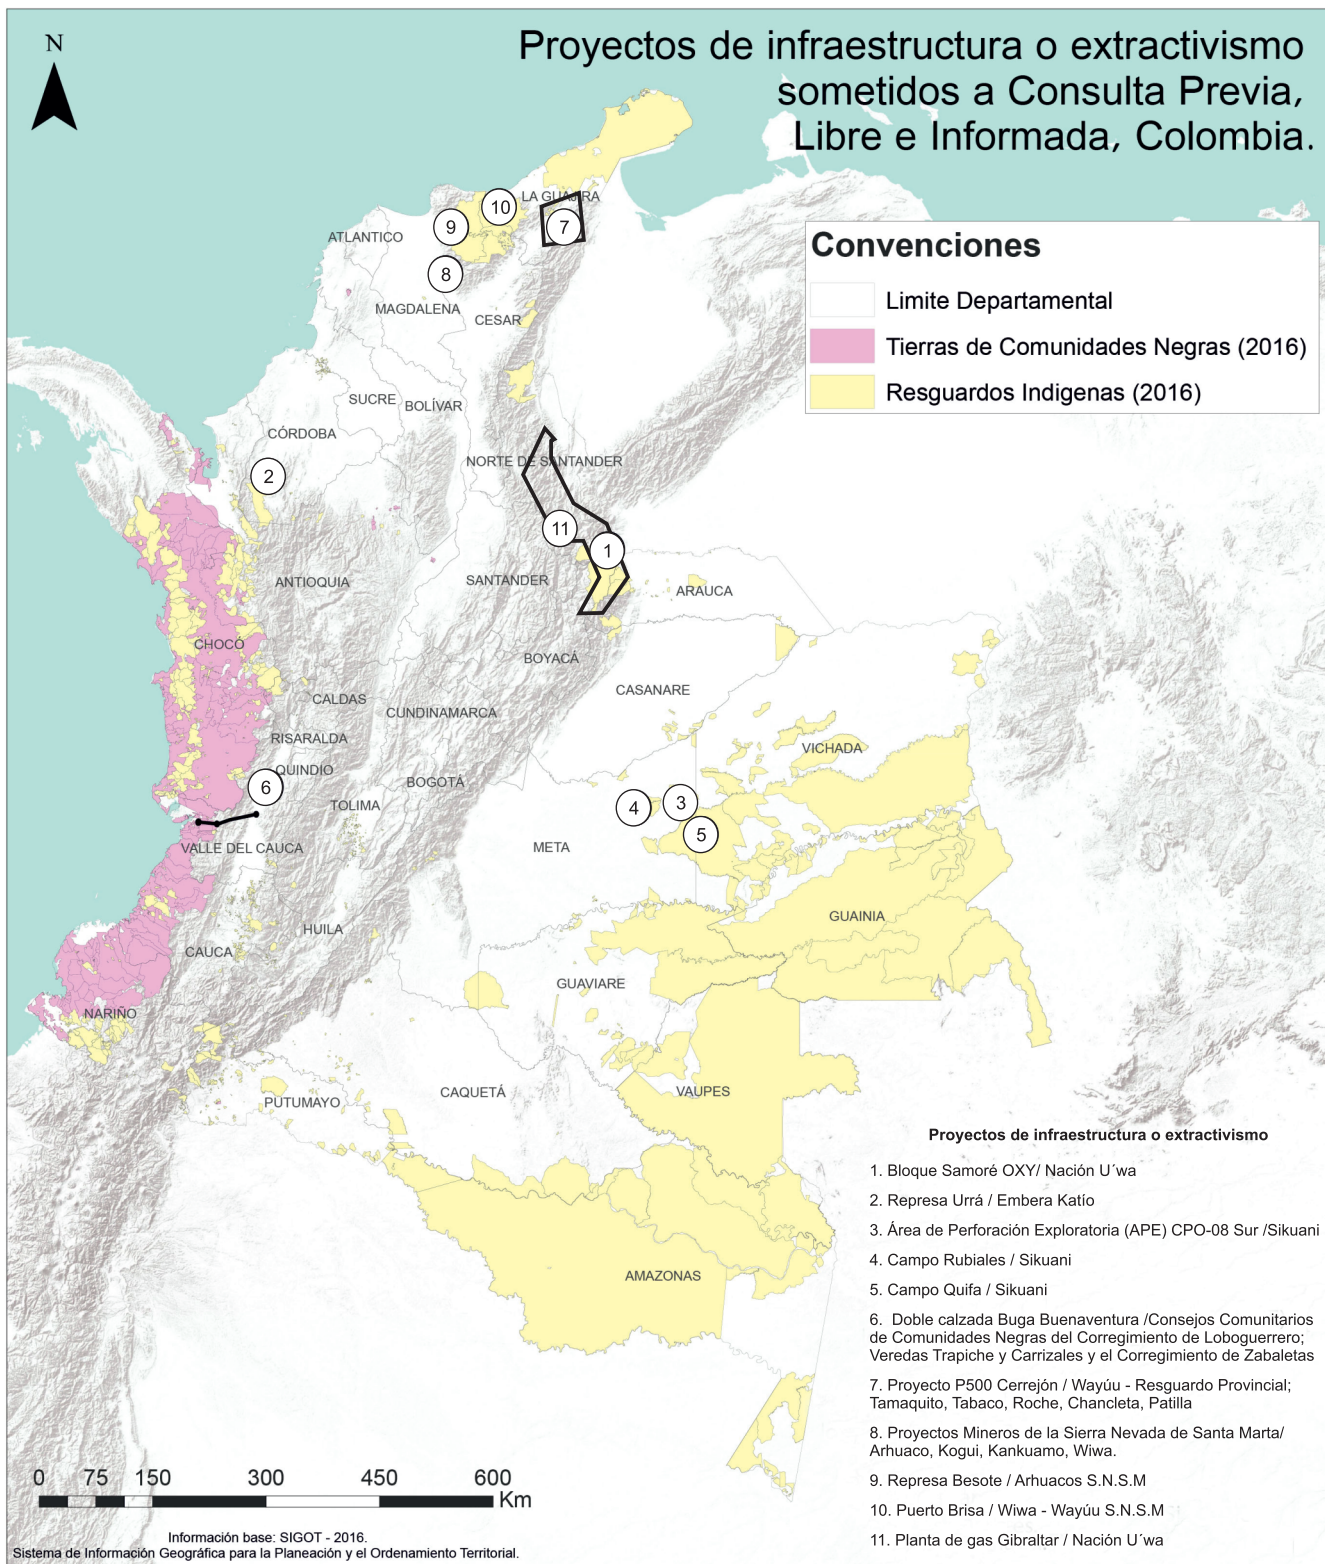 Proyectos de infraestructura o extractivismo
sometidos a Consulta Previa,
Libre e Informada, Colombia.
N
Convenciones
Limite Departamental
Tierras de Comunidades Negras (2016)
Resguardos Indigenas (2016)
LA GUAJIRA
10
9
7
ATLANTICO
8
MAGDALENA
CESAR
SUCRE
BOLÍVAR
CÓRDOBA
NORTE DE SANTANDER
2
11
1
ANTIOQUIA
SANTANDER
ARAUCA
CHOCÓ
BOYACÁ
CASANARE
CALDAS
CUNDINAMARCA
RISARALDA
VICHADA
QUINDIO
BOGOTÁ
6
TOLIMA
4
3
5
VALLE DEL CAUCA
META
GUAINIA
HUILA
CAUCA
GUAVIARE
NARIÑO
CAQUETÁ
VAUPES
PUTUMAYO
AMAZONAS
Proyectos de infraestructura o extractivismo
1. Bloque Samoré OXY/ Nación U´wa
2. Represa Urrá / Embera Katío
3. Área de Perforación Exploratoria (APE) CPO-08 Sur /Sikuani
4. Campo Rubiales / Sikuani
5. Campo Quifa / Sikuani
6. Doble calzada Buga Buenaventura /Consejos Comunitarios
de Comunidades Negras del Corregimiento de Loboguerrero;
Veredas Trapiche y Carrizales y el Corregimiento de Zabaletas
7. Proyecto P500 Cerrejón / Wayúu - Resguardo Provincial;
Tamaquito, Tabaco, Roche, Chancleta, Patilla
8. Proyectos Mineros de la Sierra Nevada de Santa Marta/
Arhuaco, Kogui, Kankuamo, Wiwa.
9. Represa Besote / Arhuacos S.N.S.M
10. Puerto Brisa / Wiwa - Wayúu S.N.S.M
11. Planta de gas Gibraltar / Nación U´wa
0 75 150 300 450 600
Km
Información base: SIGOT - 2016.
Sistema de Información Geográfica para la Planeación y el Ordenamiento Territorial.